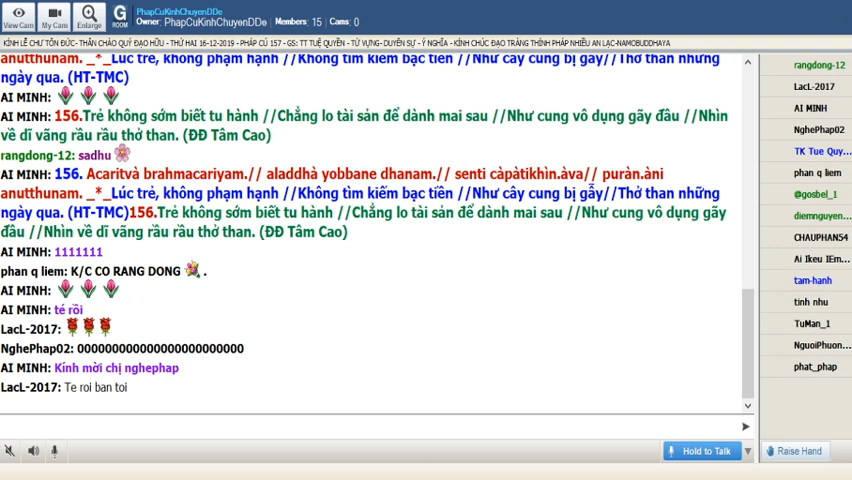 PhapCuKinhChuyenDDe
Owner: PhapCuKinhChuyenDDe Members: 15 Cams: 0
View Cam
My Cam
Enlarge
G
ROOM
KÍNH LỄ CHƯ TÔN ĐỨC- THÂN CHÀO QUÝ ĐẠO HỮU - THỨ HAI 16-12-2019 - PHÁP CÚ 157 - GS: TT TUỆ QUYỀN - TỪ VỰNG- DUYÊN SỰ - Ý NGHĨA - KÍNH CHÚC ĐẠO TRÀNG THÍNH PHÁP NHIỀU AN LẠC-NAMOBUDDHAYA
anutthunam. _*_Lúc trẻ, không phạm hạnh //Không tìm kiếm bạc tiền //Như cây cung bị gẫy//Thở than những
ngày qua. (HT-TMC)
AI MINH:
AI MINH: 156.Trẻ không sớm biết tu hành //Chẳng lo tài sản để dành mai sau //Như cung vô dụng gãy đâu //Nhìn
về dĩ vãng rầu rầu thở than. (ĐĐ Tâm Cao)
rangdong-12: sadhu
AI MINH: 156. Acaritvà brahmacariyam.// aladdhà yobbane dhanam.// senti càpàtikhìn.àva// puràn.àni
anutthunam. _*_Lúc trẻ, không phạm hạnh //Không tìm kiếm bạc tiền //Như cây cung bị gẫy//Thở than những
ngày qua. (HT-TMC)156.Trẻ không sớm biết tu hành //Chẳng lo tài sản để dành mai sau //Như cung vô dụng gãy
đâu //Nhìn về dĩ vãng rầu rầu thở than. (ĐĐ Tâm Cao)
AI MINH: 1111111
phan q liem: K/C CO RANG DONG .
AI MINH:
AI MINH: té rồi
LacL-2017:
NghePhap02: 000000000000000000000000
AI MINH: Kính mời chị nghephap
LacL-2017: Te roi ban toi
Hold to Talk
rangdong-12
LacL-2017
AI MINH
NghePhap02
TK Tue Quy...
phan q liem
@gosbel_1
diemnguyen...
CHAUPHAN54
Ai Ikeu IEm...
tam-hanh
tinh nhu
TuMan_1
NguoiPhuon...
phat_phap
Raise Hand